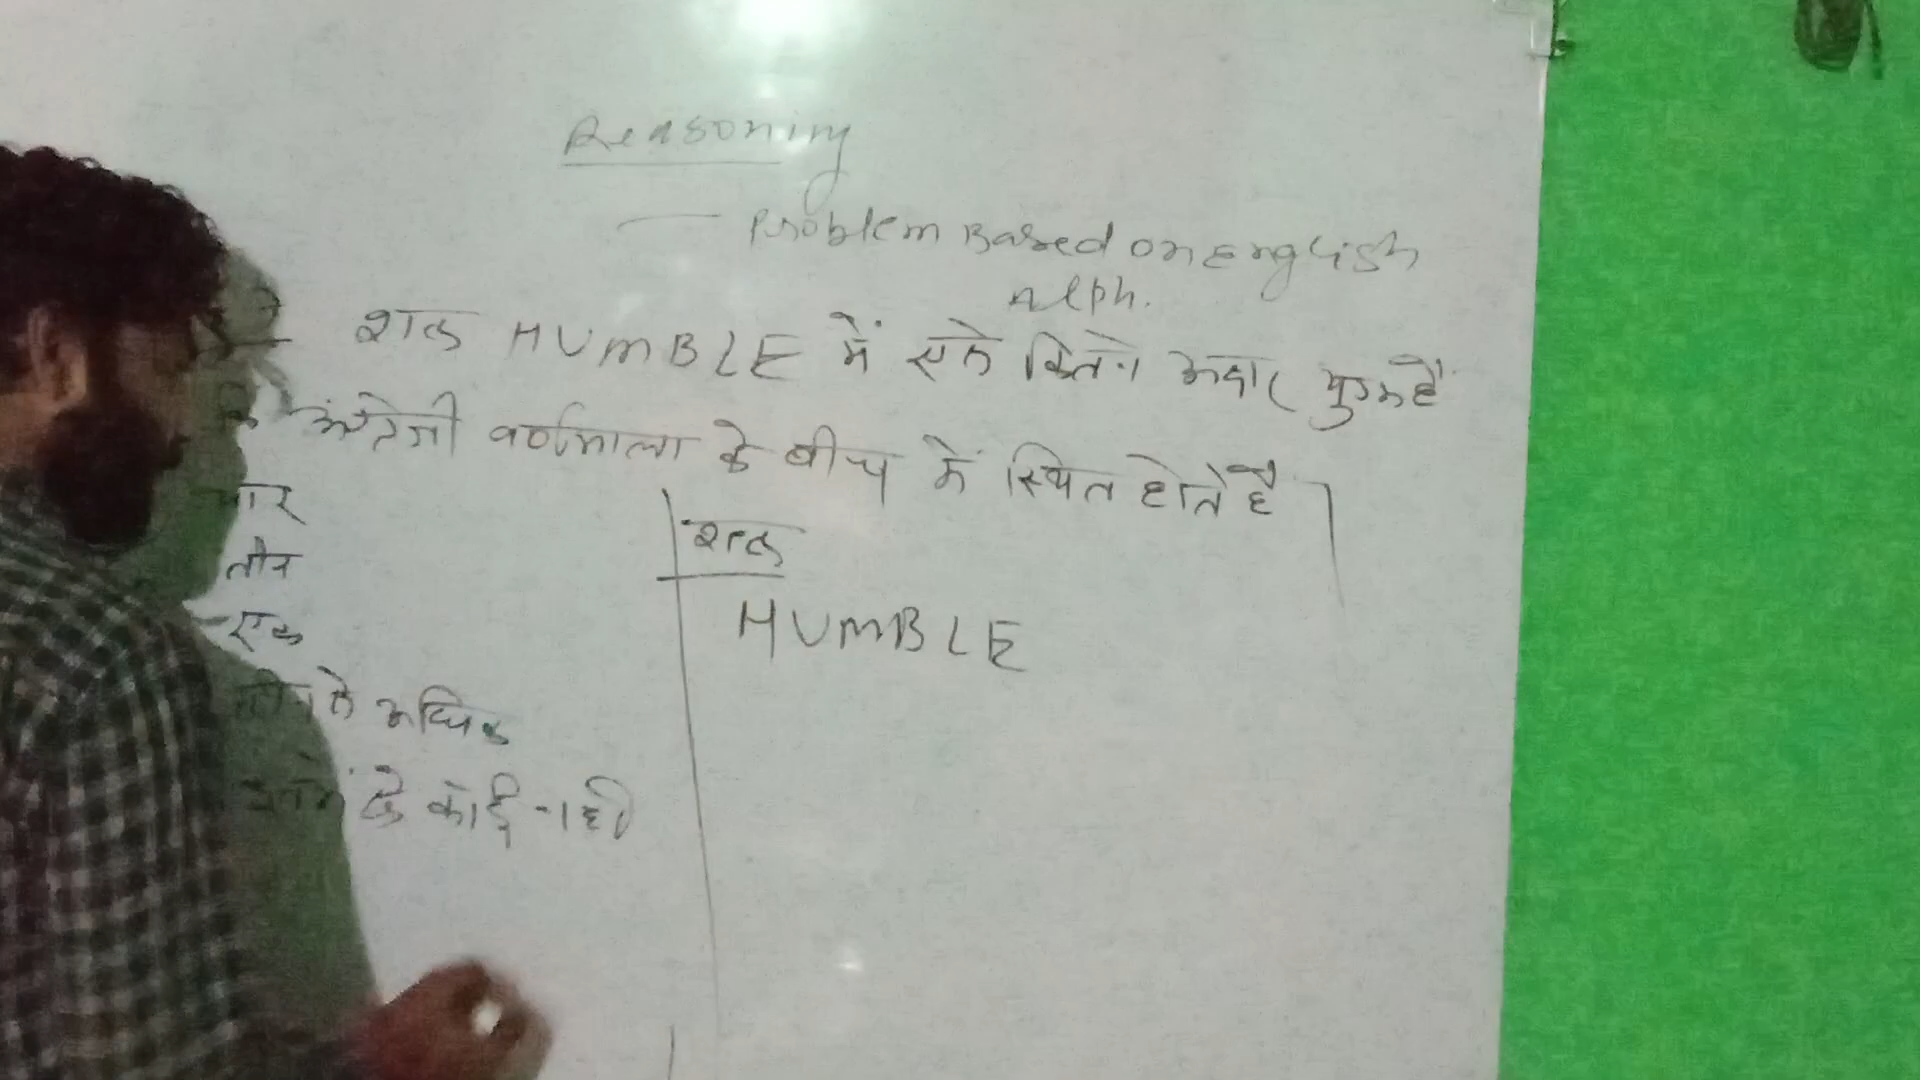 Reasoning
— Problem Based on English
Alph.
शब्द HUMBLE में ऐसे कितने अक्षर युग्म हैं
कि अंग्रेजी वर्णमाला के बीच में स्थित होते है
चार
तीन
एक
तीन से अधिक
इनमें से कोई नही
शब्द
HUMBLE